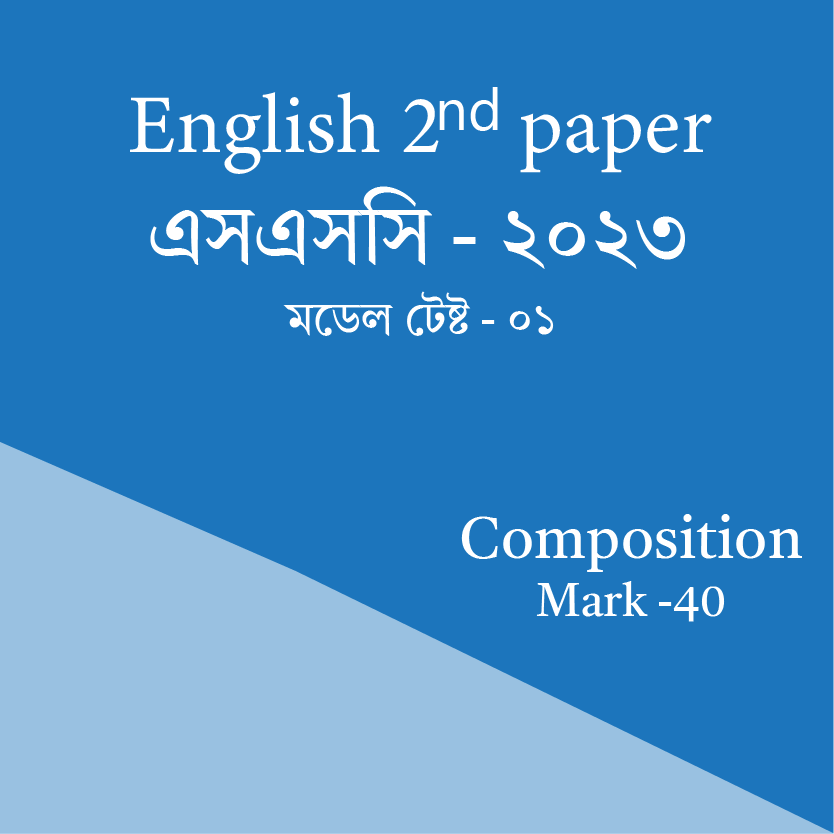 English 2nd paper
এসএসসি - ২০২৩
মডেল টেষ্ট - ০১
Composition
Mark -40